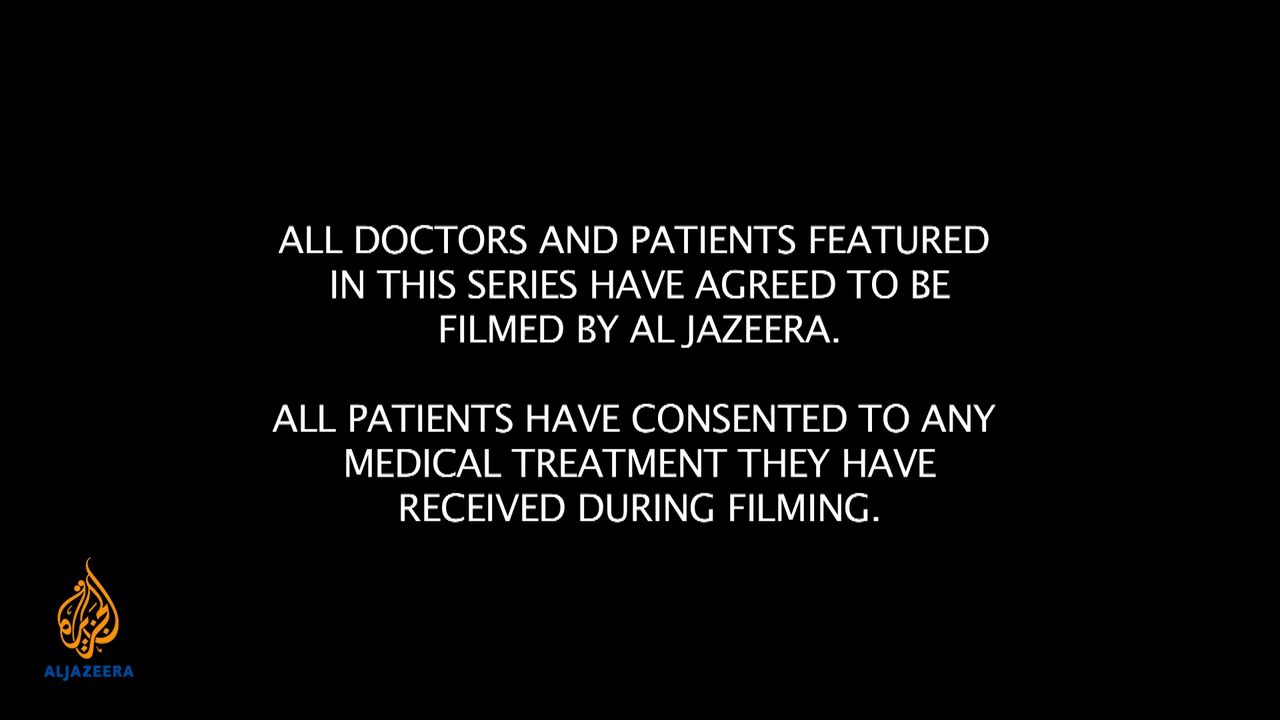 ALL DOCTORS AND PATIENTS FEATURED
IN THIS SERIES HAVE AGREED TO BE
FILMED BY AL JAZEERA.
ALL PATIENTS HAVE CONSENTED TO ANY
MEDICAL TREATMENT THEY HAVE
RECEIVED DURING FILMING.
الجزيرة
ALJAZEERA